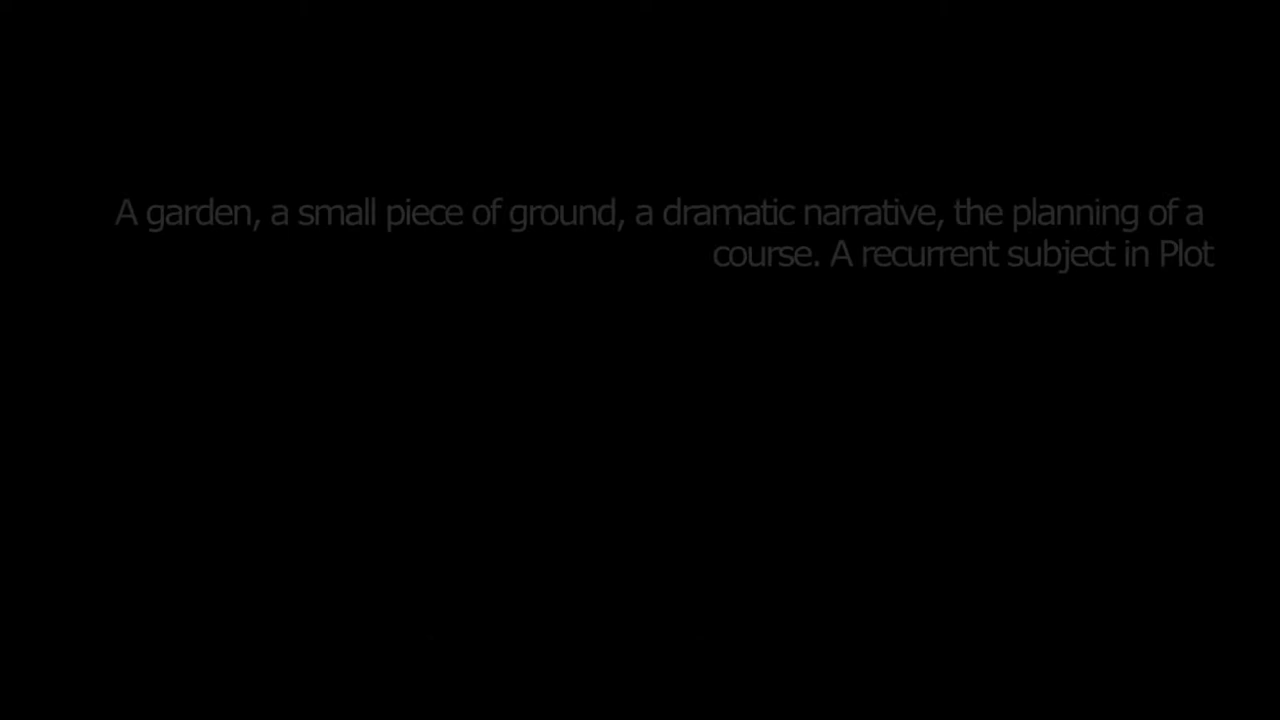 A garden, a small piece of ground, a dramatic narrative, the planning of a
course. A recurrent subject in Plot